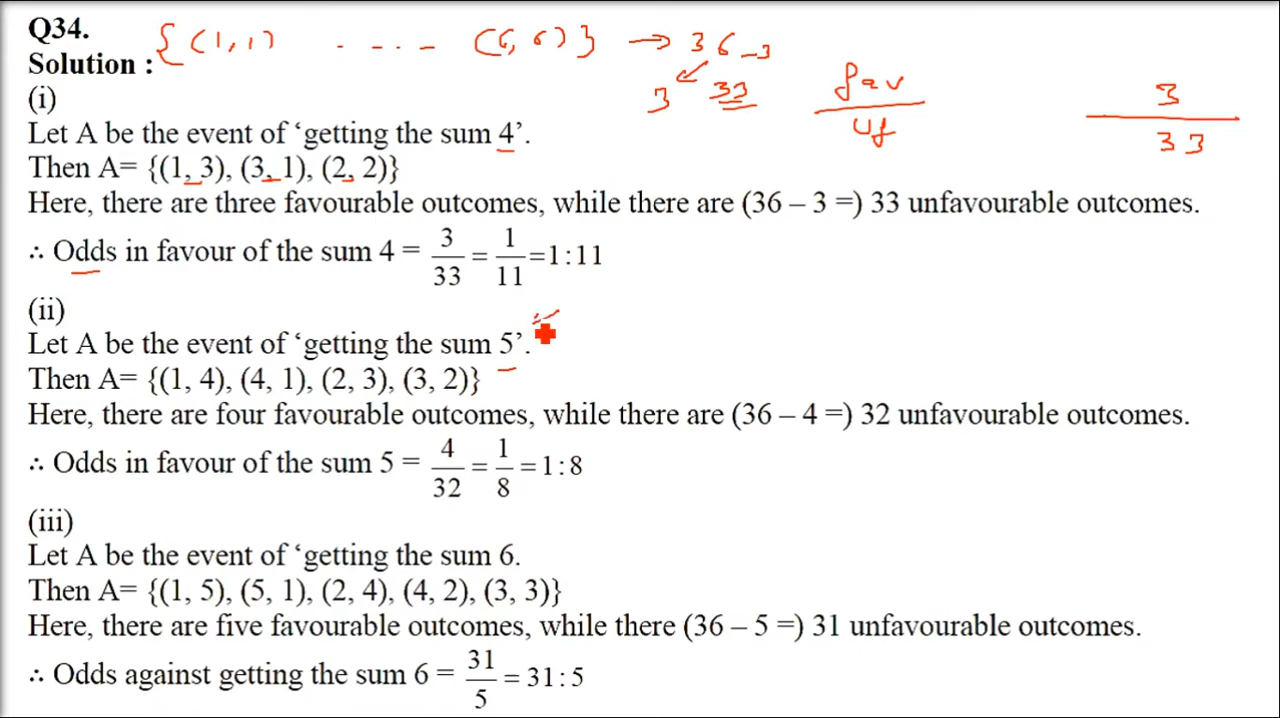 Q34. {(1,1) ..... (6,6)} → 36-3
Solution :
3 33 fav/uf 3/33
(i)
Let A be the event of ‘getting the sum 4’.
Then A= {(1, 3), (3, 1), (2, 2)}
Here, there are three favourable outcomes, while there are (36 – 3 =) 33 unfavourable outcomes.
∴ Odds in favour of the sum 4 = 3/33 = 1/11 = 1 : 11
(ii)
Let A be the event of ‘getting the sum 5’.
Then A= {(1, 4), (4, 1), (2, 3), (3, 2)}
Here, there are four favourable outcomes, while there are (36 – 4 =) 32 unfavourable outcomes.
∴ Odds in favour of the sum 5 = 4/32 = 1/8 = 1 : 8
(iii)
Let A be the event of ‘getting the sum 6.
Then A= {(1, 5), (5, 1), (2, 4), (4, 2), (3, 3)}
Here, there are five favourable outcomes, while there (36 – 5 =) 31 unfavourable outcomes.
∴ Odds against getting the sum 6 = 31/5 = 31 : 5